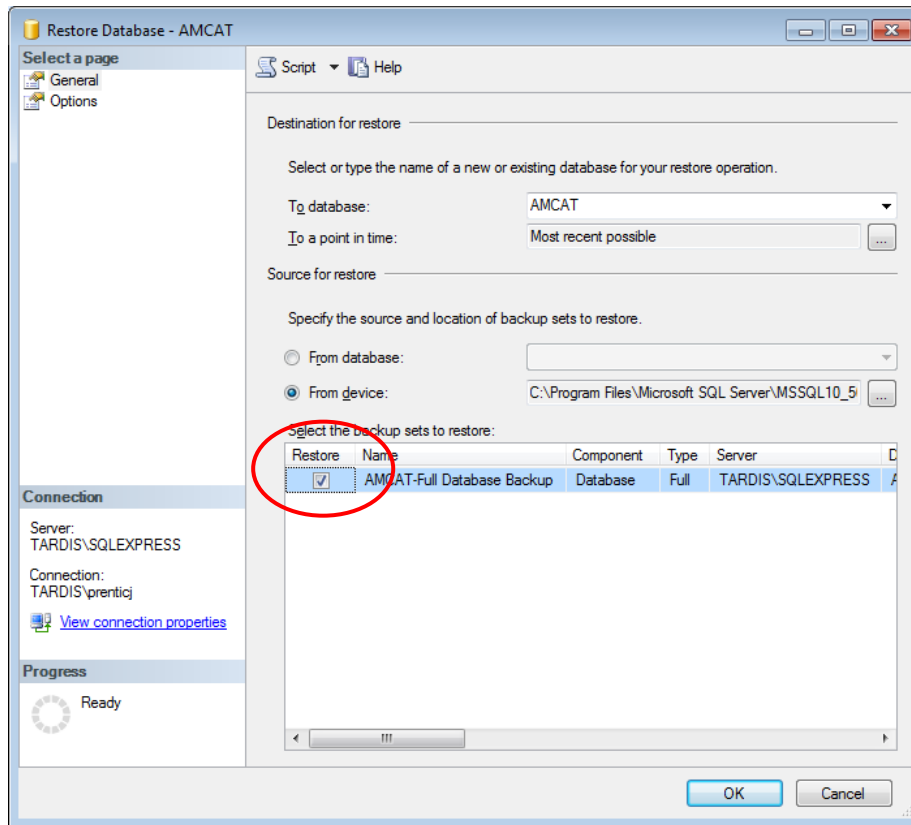 Restore Database - AMCAT
Select a page
General
Options
Script
Help
Destination for restore
Select or type the name of a new or existing database for your restore operation.
To database:
AMCAT
To a point in time:
Most recent possible
...
Source for restore
Specify the source and location of backup sets to restore.
From database:
From device:
C:\Program Files\Microsoft SQL Server\MSSQL10_5
...
Select the backup sets to restore:
Restore Name Component Type Server D
AMCAT-Full Database Backup Database Full TARDIS\SQLEXPRESS A
Connection
Server:
TARDIS\SQLEXPRESS
Connection:
TARDIS\prenticj
View connection properties
Progress
Ready
OK
Cancel